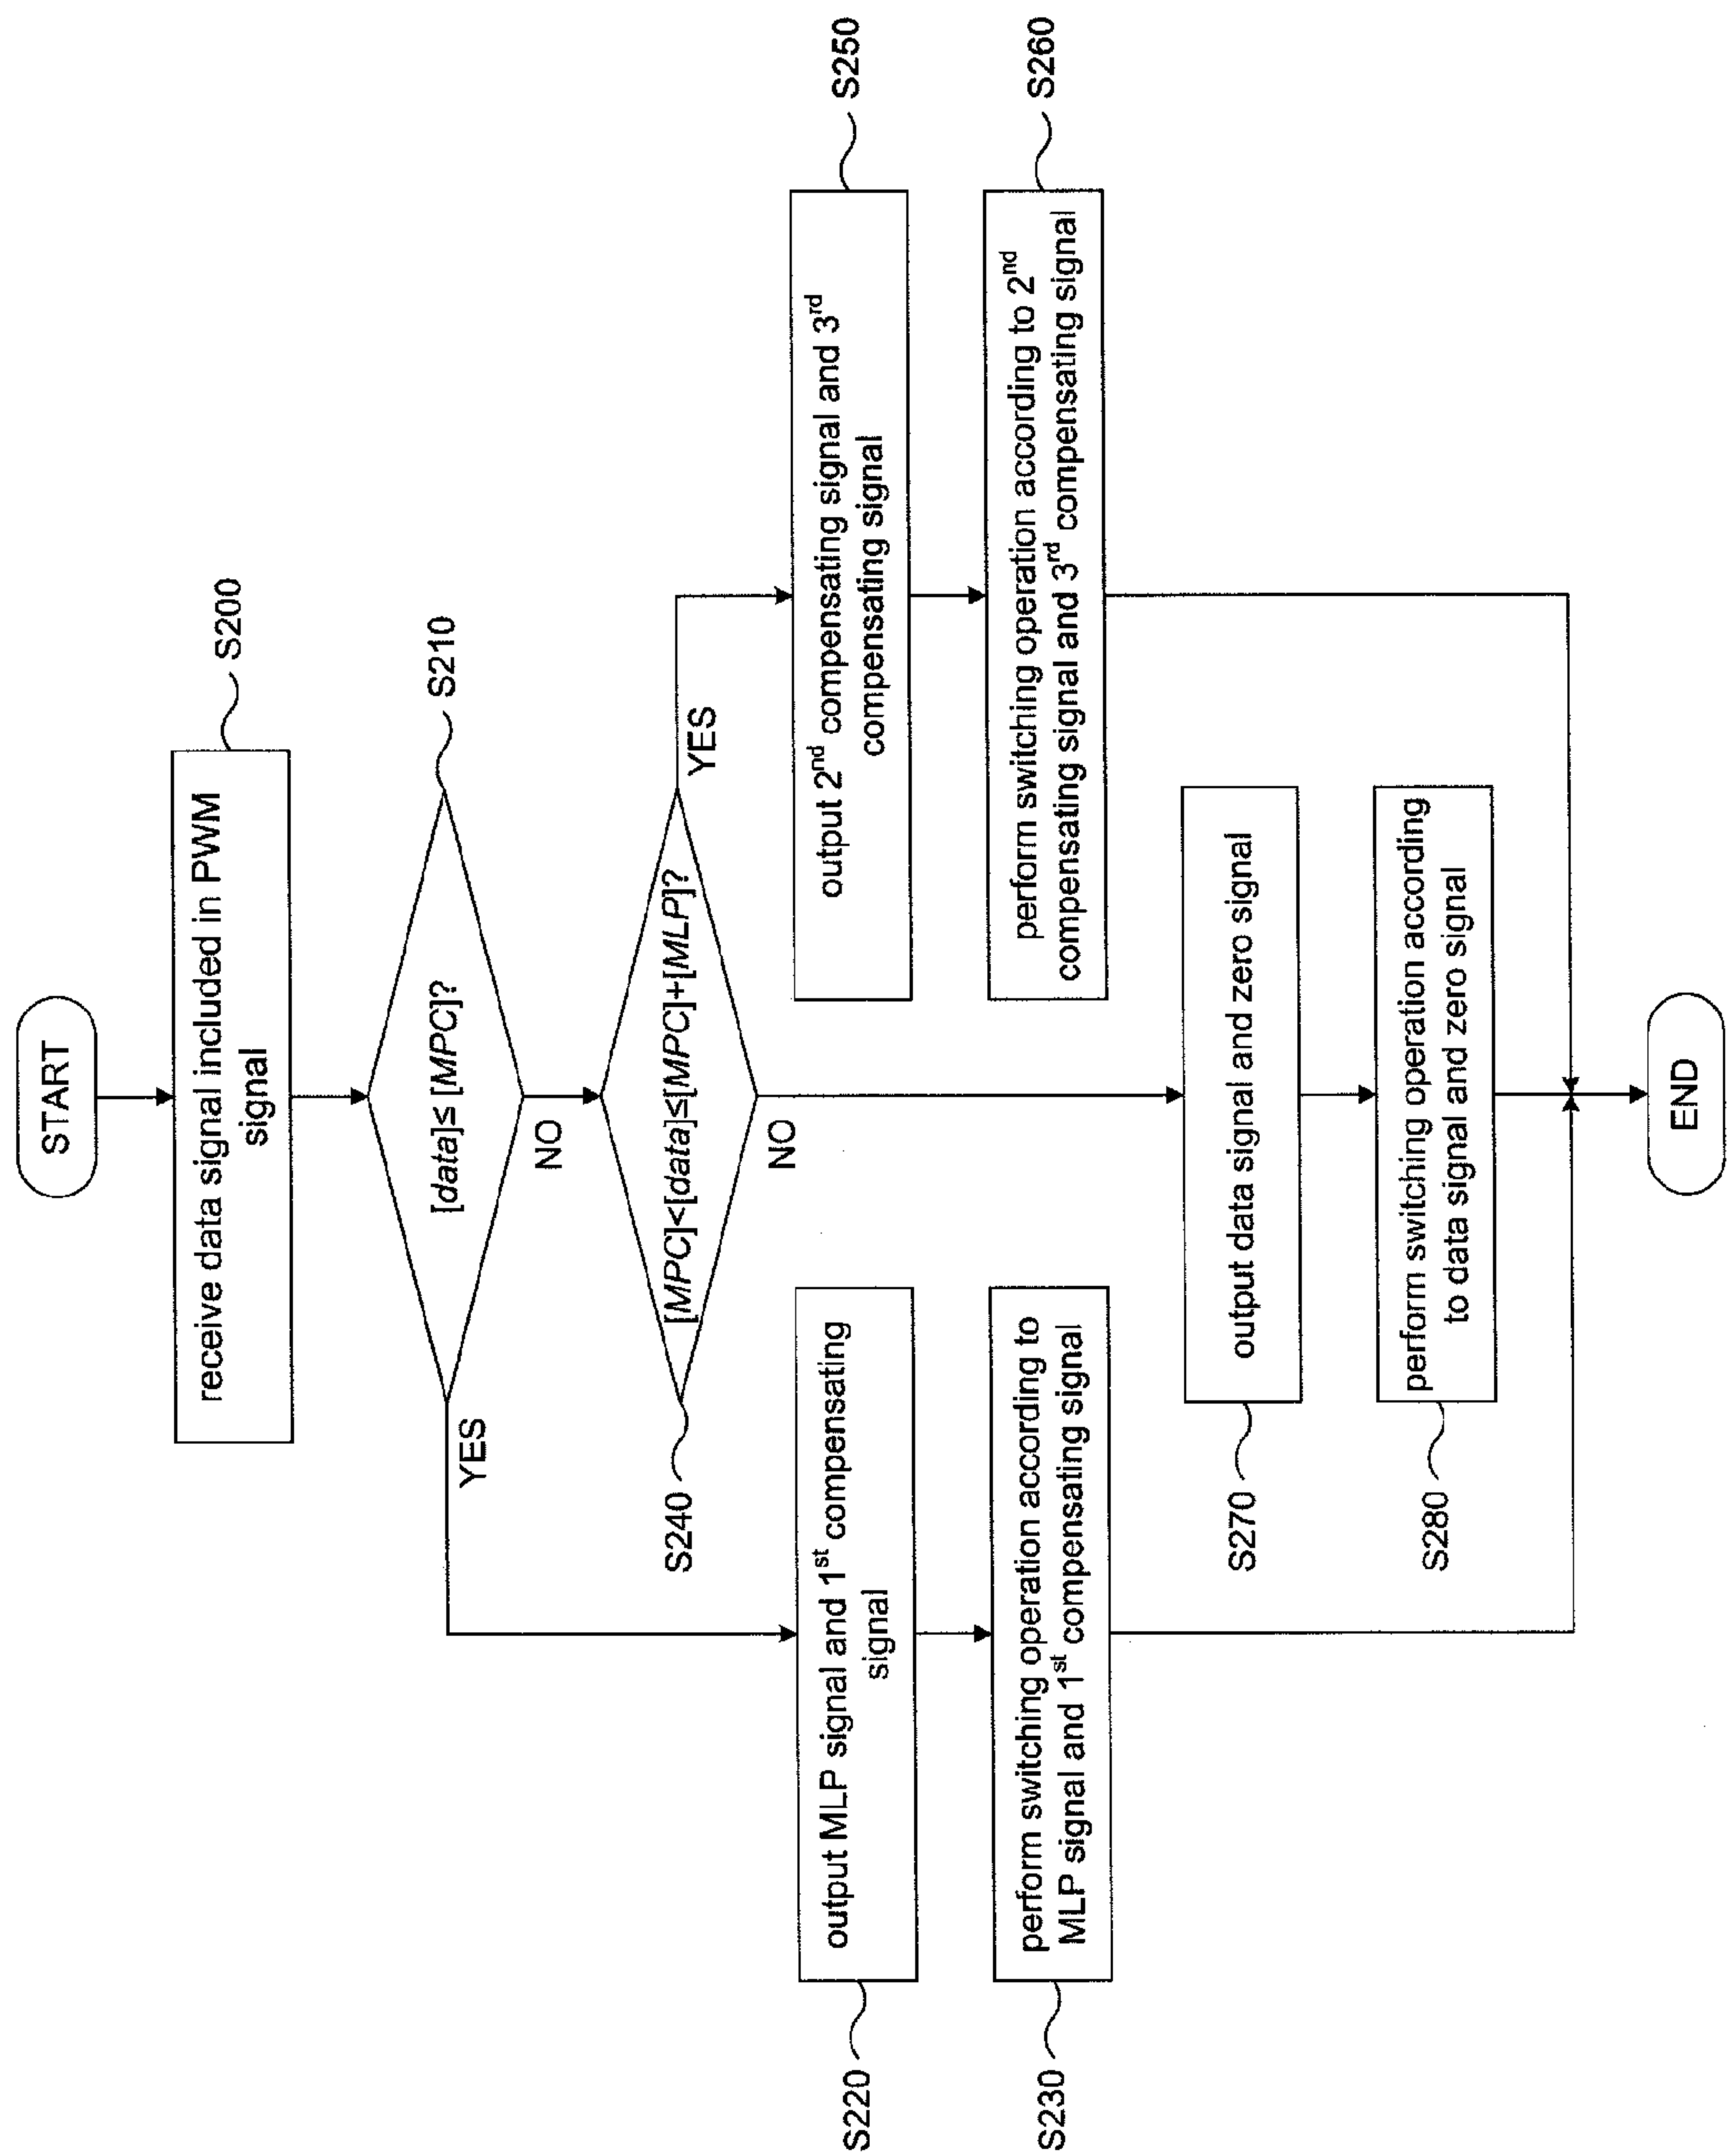 START
receive data signal included in PWM
signal
S200
[data]≤ [MPC]?
S210
YES
NO
[MPC]<[data]≤[MPC]+[MLP]?
S240
YES
NO
output MLP signal and 1st compensating
signal
S220
perform switching operation according to
MLP signal and 1st compensating signal
S230
output 2nd compensating signal and 3rd
compensating signal
S250
perform switching operation according to 2nd
compensating signal and 3rd compensating signal
S260
output data signal and zero signal
S270
perform switching operation according
to data signal and zero signal
S280
END